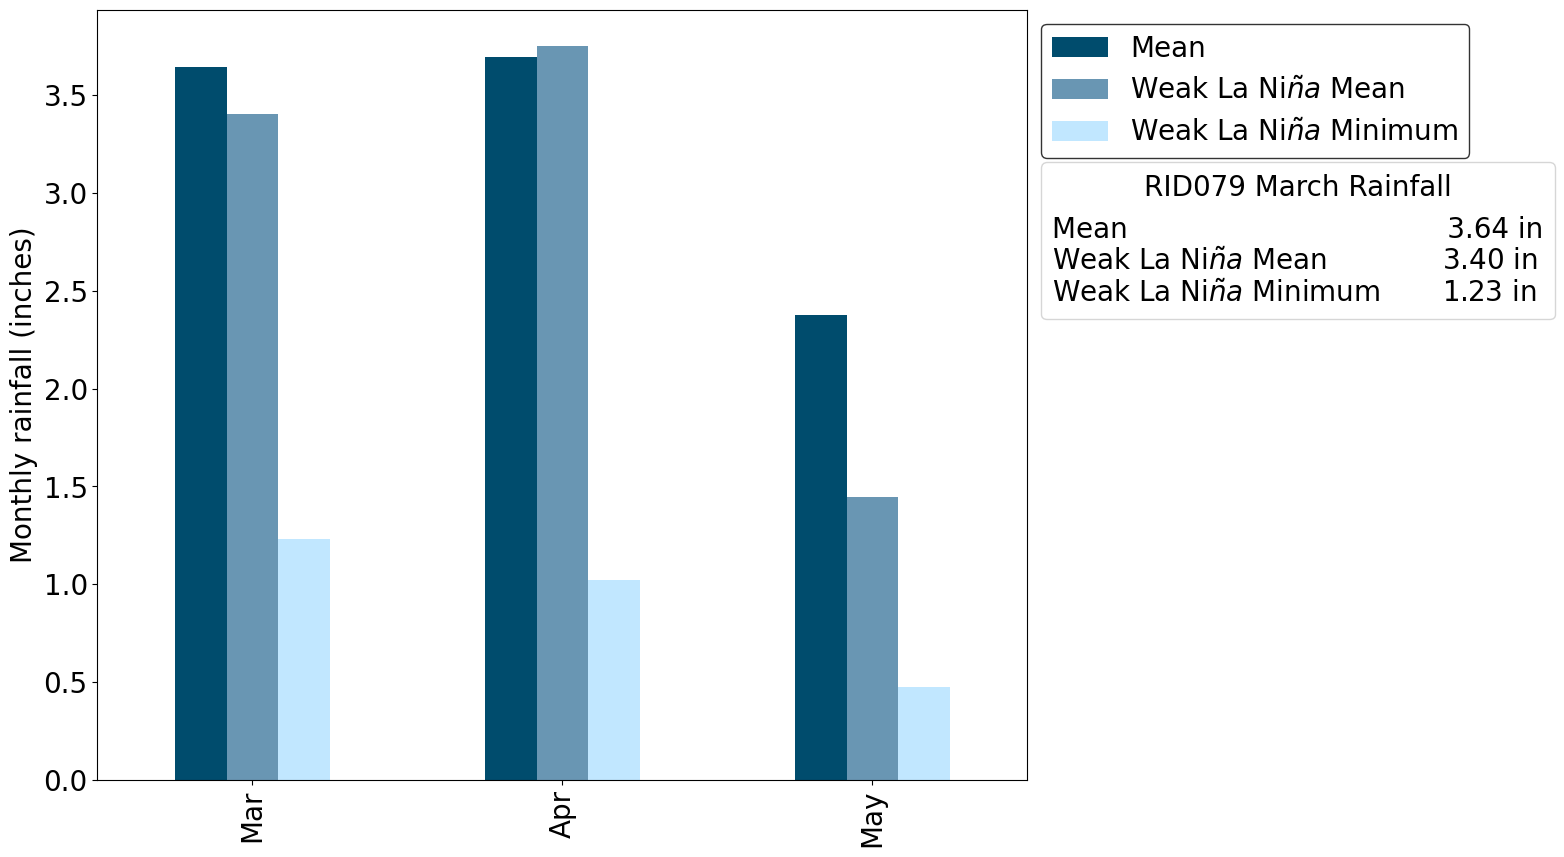 Monthly rainfall (inches)
3.5
3.0
2.5
2.0
1.5
1.0
0.5
0.0
Mar
Apr
May
Mean
Weak La Niña Mean
Weak La Niña Minimum
RID079 March Rainfall
Mean 3.64 in
Weak La Niña Mean 3.40 in
Weak La Niña Minimum 1.23 in